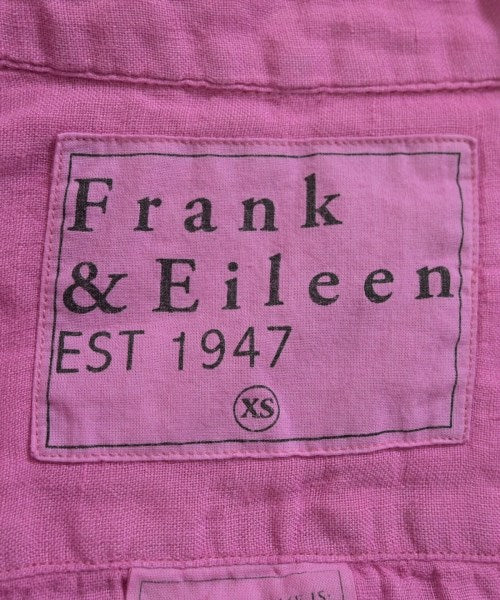 Frank
& Eileen
EST 1947
XS